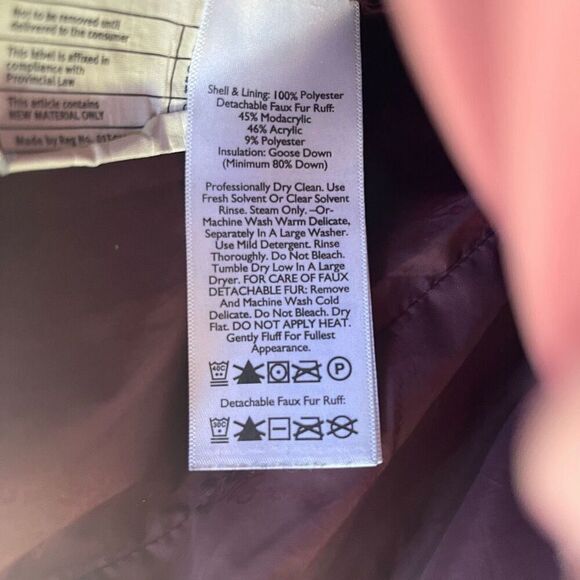 Not to be removed until
delivered to the consumer
This label is affixed in
compliance with
Provincial Law
This article contains
NEW MATERIAL ONLY
Made by Reg No.
Shell & Lining: 100% Polyester
Detachable Faux Fur Ruff:
45% Modacrylic
46% Acrylic
9% Polyester
Insulation: Goose Down
(Minimum 80% Down)
Professionally Dry Clean. Use
Fresh Solvent Or Clear Solvent
Rinse. Steam Only. –Or-
Machine Wash Warm Delicate,
Separately In A Large Washer.
Use Mild Detergent. Rinse
Thoroughly. Do Not Bleach.
Tumble Dry Low In A Large
Dryer. FOR CARE OF FAUX
DETACHABLE FUR: Remove
And Machine Wash Cold
Delicate. Do Not Bleach. Dry
Flat. DO NOT APPLY HEAT.
Gently Fluff For Fullest
Appearance.
40C P
Detachable Faux Fur Ruff:
30C